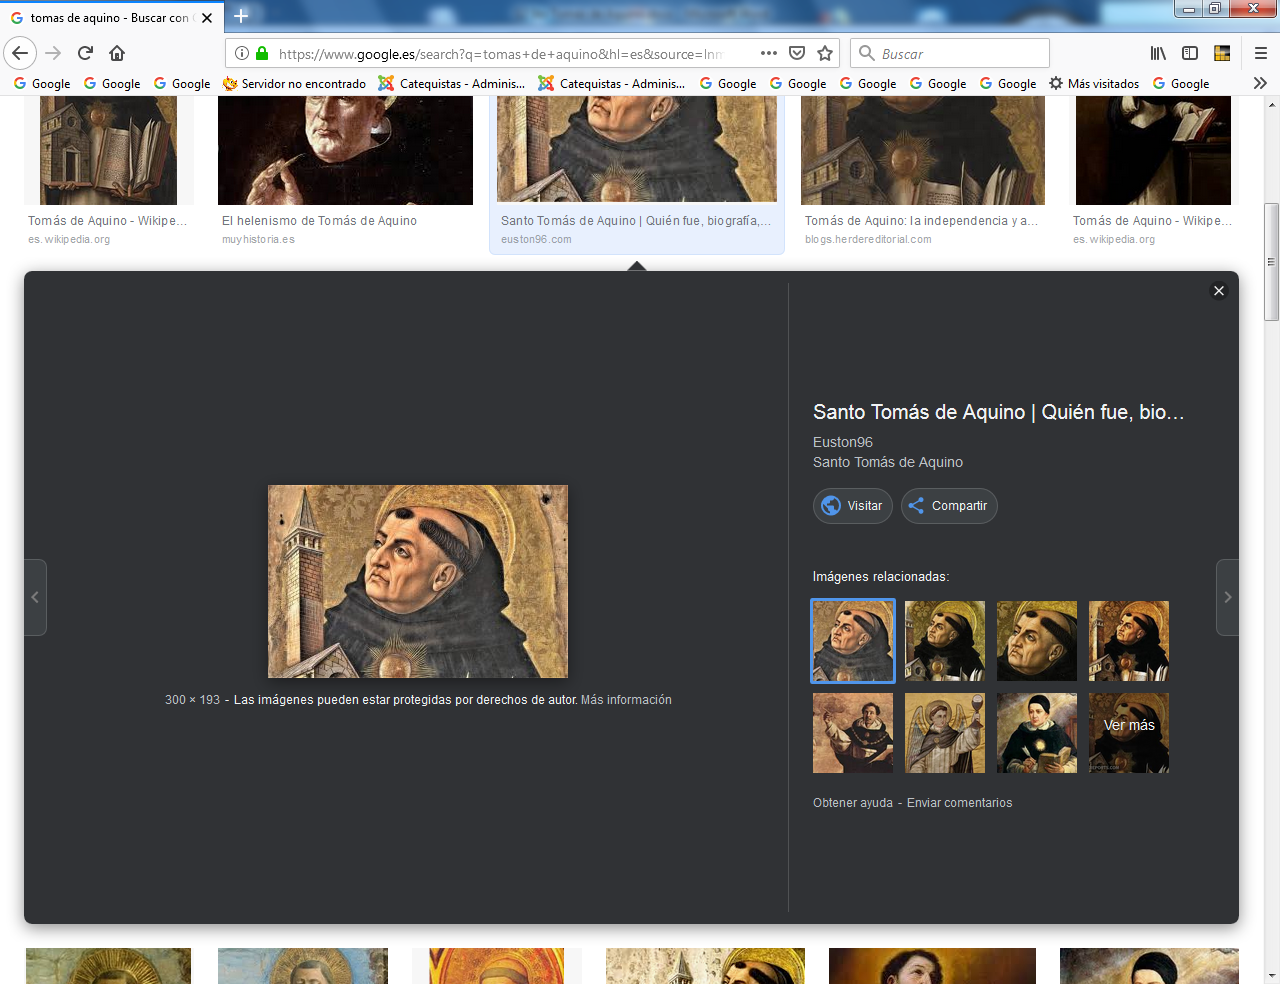 tomas de aquino - Buscar con
https://www.google.es/search?q=tomas+de+aquino&hl=es&source=lnm
Buscar
Google
Google
Google
Servidor no encontrado
Catequistas - Adminis...
Catequistas - Adminis...
Google
Google
Google
Google
Google
Más visitados
Google
Tomás de Aquino - Wikipe...
es.wikipedia.org
El helenismo de Tomás de Aquino
muyhistoria.es
Santo Tomás de Aquino | Quién fue, biografía,...
euston96.com
Tomás de Aquino: la independencia y a...
blogs.herdereditorial.com
Tomás de Aquino - Wikipe...
es.wikipedia.org
Santo Tomás de Aquino | Quién fue, bio...
Euston96
Santo Tomás de Aquino
Visitar
Compartir
Imágenes relacionadas:
Ver más
300 × 193 - Las imágenes pueden estar protegidas por derechos de autor. Más información
Obtener ayuda - Enviar comentarios